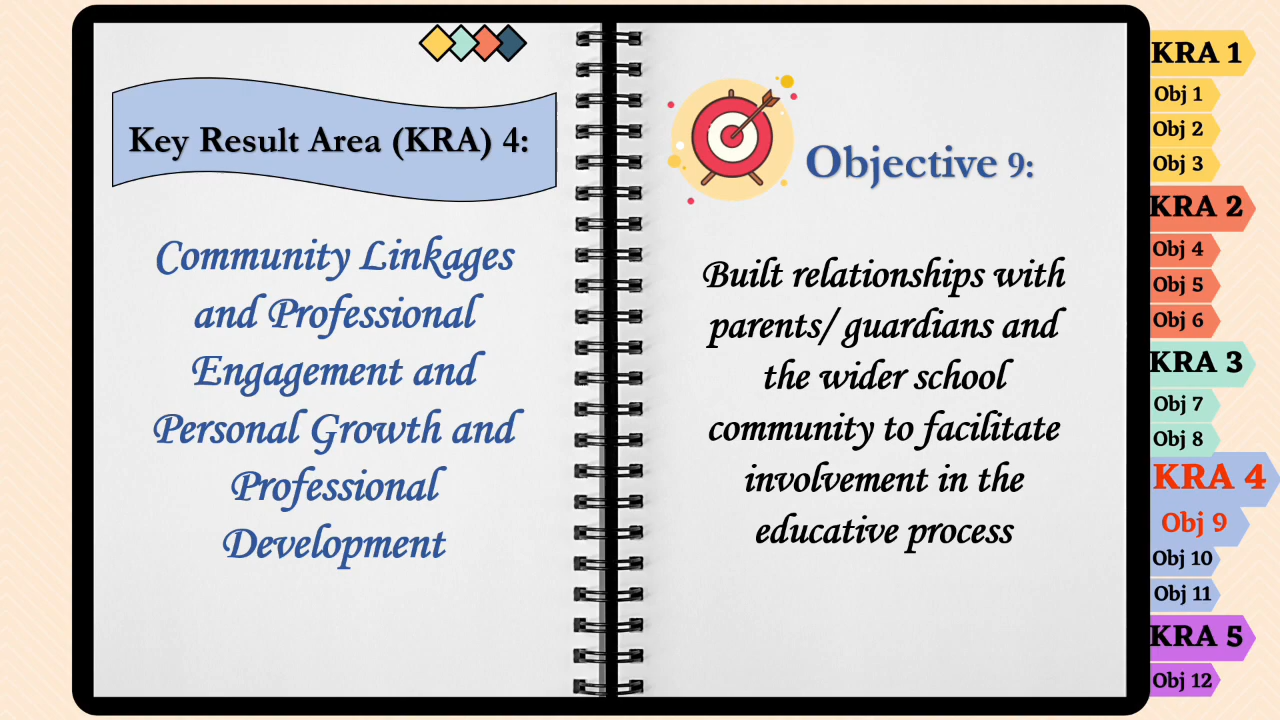 Key Result Area (KRA) 4:
Community Linkages
and Professional
Engagement and
Personal Growth and
Professional
Development
Objective 9:
Built relationships with
parents/ guardians and
the wider school
community to facilitate
involvement in the
educative process
KRA 1
Obj 1
Obj 2
Obj 3
KRA 2
Obj 4
Obj 5
Obj 6
KRA 3
Obj 7
Obj 8
KRA 4
Obj 9
Obj 10
Obj 11
KRA 5
Obj 12